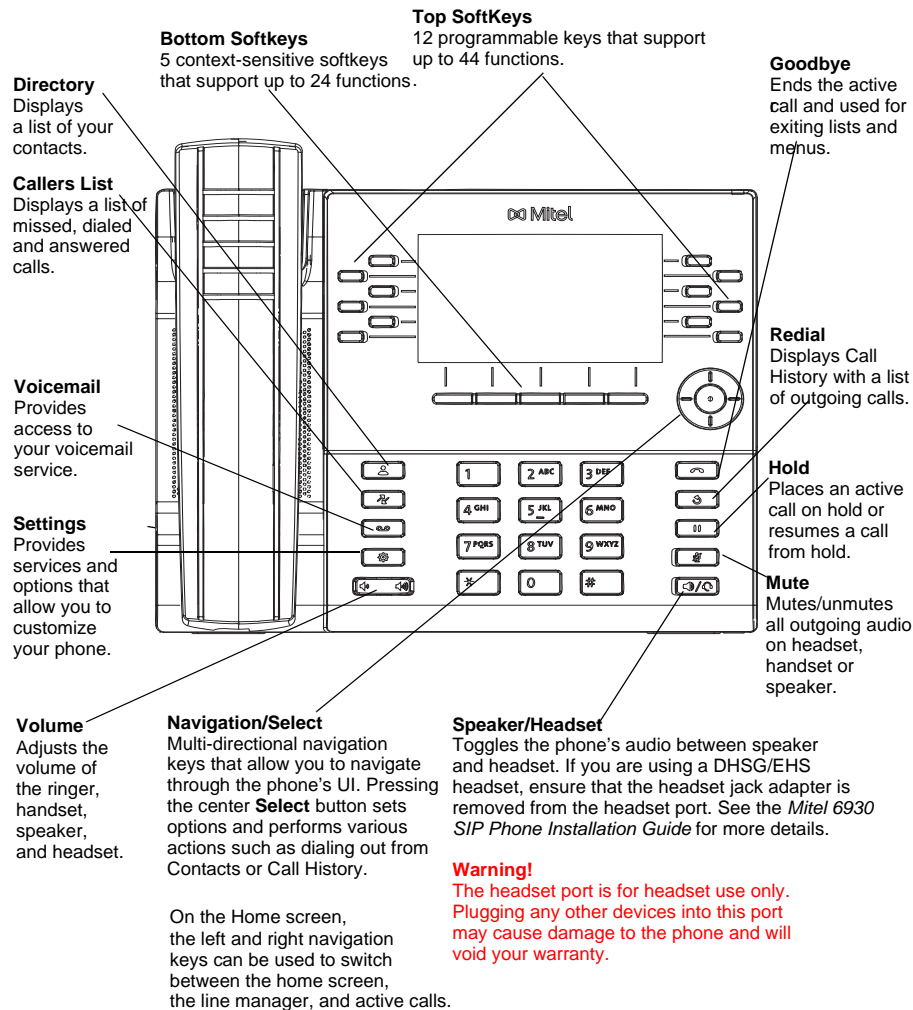 Top SoftKeys
12 programmable keys that support
up to 44 functions.
Bottom Softkeys
5 context-sensitive softkeys
that support up to 24 functions.
Goodbye
Ends the active
call and used for
exiting lists and
menus.
Directory
Displays
a list of your
contacts.
Callers List
Displays a list of
missed, dialed
and answered
calls.
Mitel
Redial
Displays Call
History with a list
of outgoing calls.
Voicemail
Provides
access to
your voicemail
service.
Hold
Places an active
call on hold or
resumes a call
from hold.
Settings
Provides
services and
options that
allow you to
customize
your phone.
1
2 ABC
3 DEF
4 GHI
5 JKL
6 MNO
7 PQRS
8 TUV
9 WXYZ
*
0
#
Mute
Mutes/unmutes
all outgoing audio
on headset,
handset or
speaker.
Volume
Adjusts the
volume of
the ringer,
handset,
speaker,
and headset.
Navigation/Select
Multi-directional navigation
keys that allow you to navigate
through the phone's UI. Pressing
the center Select button sets
options and performs various
actions such as dialing out from
Contacts or Call History.
On the Home screen,
the left and right navigation
keys can be used to switch
between the home screen,
the line manager, and active calls.
Speaker/Headset
Toggles the phone's audio between speaker
and headset. If you are using a DHSG/EHS
headset, ensure that the headset jack adapter is
removed from the headset port. See the Mitel 6930
SIP Phone Installation Guide for more details.
Warning!
The headset port is for headset use only.
Plugging any other devices into this port
may cause damage to the phone and will
void your warranty.